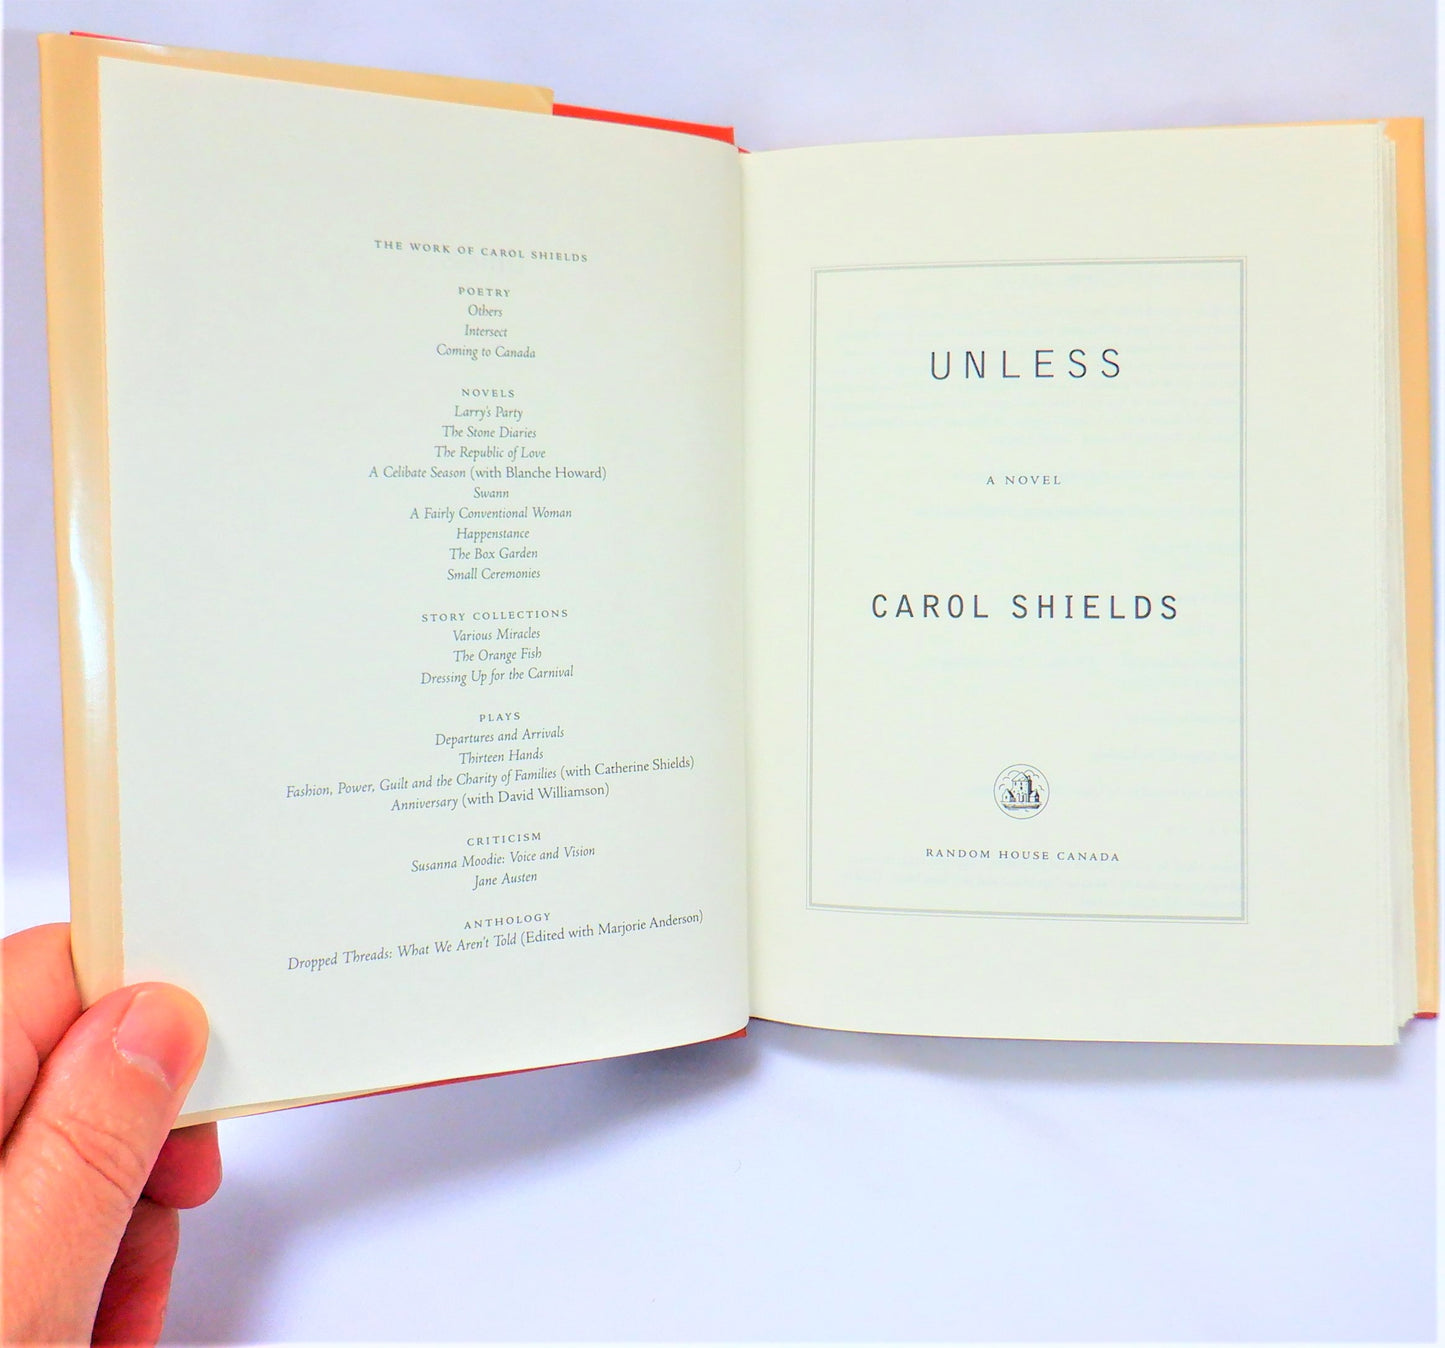 THE WORK OF CAROL SHIELDS
POETRY
Others
Intersect
Coming to Canada
NOVELS
Larry's Party
The Stone Diaries
The Republic of Love
A Celibate Season (with Blanche Howard)
Swann
A Fairly Conventional Woman
Happenstance
The Box Garden
Small Ceremonies
STORY COLLECTIONS
Various Miracles
The Orange Fish
Dressing Up for the Carnival
PLAYS
Departures and Arrivals
Thirteen Hands
Fashion, Power, Guilt and the Charity of Families (with Catherine Shields)
Anniversary (with David Williamson)
CRITICISM
Susanna Moodie: Voice and Vision
Jane Austen
ANTHOLOGY
Dropped Threads: What We Aren't Told (Edited with Marjorie Anderson)
UNLESS
A NOVEL
CAROL SHIELDS
RANDOM HOUSE CANADA